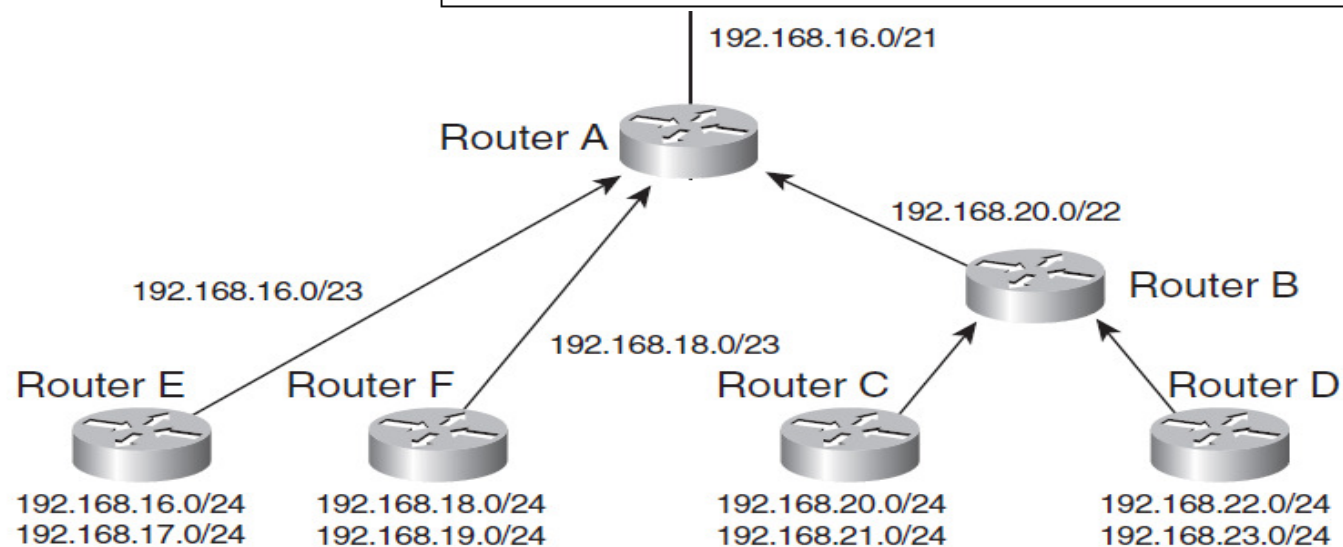 192.168.16.0/21
Router A
192.168.20.0/22
Router B
192.168.16.0/23
192.168.18.0/23
Router E
Router F
Router C
Router D
192.168.16.0/24
192.168.17.0/24
192.168.18.0/24
192.168.19.0/24
192.168.20.0/24
192.168.21.0/24
192.168.22.0/24
192.168.23.0/24